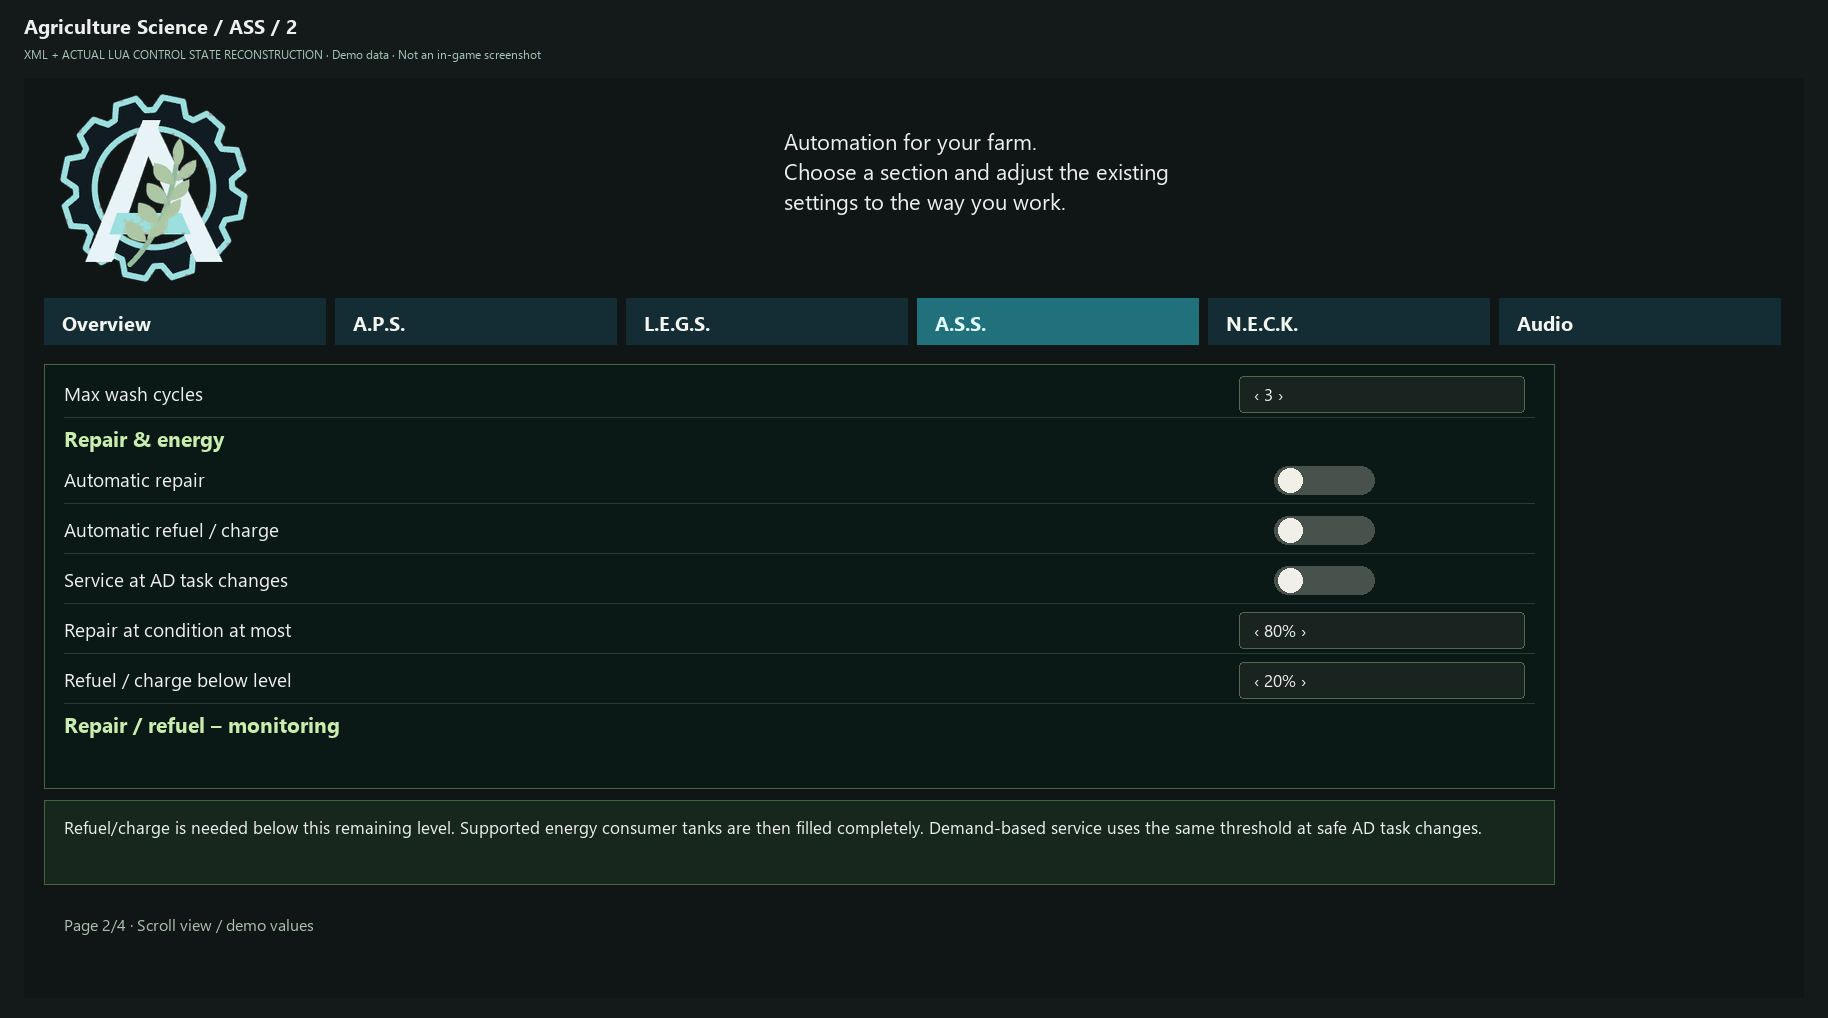 Agriculture Science / ASS / 2
XML + ACTUAL LUA CONTROL STATE RECONSTRUCTION · Demo data · Not an in-game screenshot
Automation for your farm.
Choose a section and adjust the existing
settings to the way you work.
Overview
A.P.S.
L.E.G.S.
A.S.S.
N.E.C.K.
Audio
Max wash cycles
‹ 3 ›
Repair & energy
Automatic repair
Automatic refuel / charge
Service at AD task changes
Repair at condition at most
‹ 80% ›
Refuel / charge below level
‹ 20% ›
Repair / refuel – monitoring
Refuel/charge is needed below this remaining level. Supported energy consumer tanks are then filled completely. Demand-based service uses the same threshold at safe AD task changes.
Page 2/4 · Scroll view / demo values